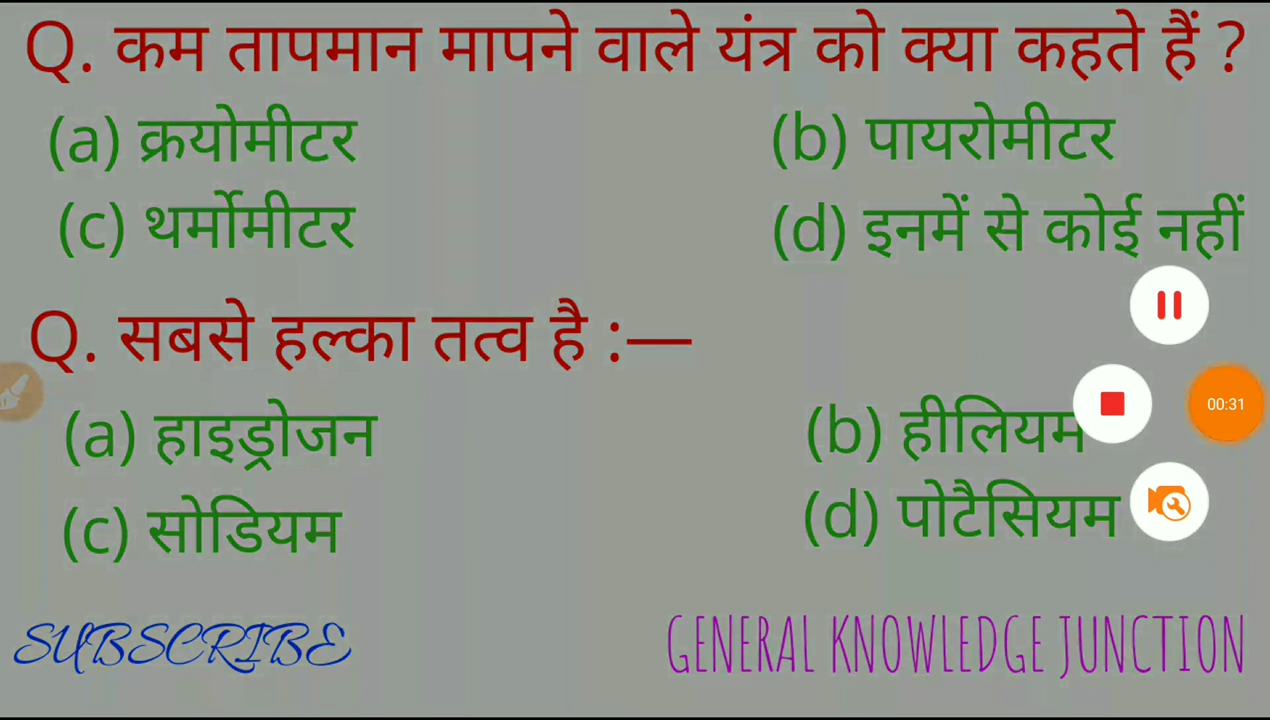 Q. कम तापमान मापने वाले यंत्र को क्या कहते हैं ?
(a) क्रयोमीटर (b) पायरोमीटर
(c) थर्मोमीटर (d) इनमें से कोई नहीं
Q. सबसे हल्का तत्व है :—
(a) हाइड्रोजन (b) हीलियम
00:31
(c) सोडियम (d) पोटैसियम
SUBSCRIBE GENERAL KNOWLEDGE JUNCTION